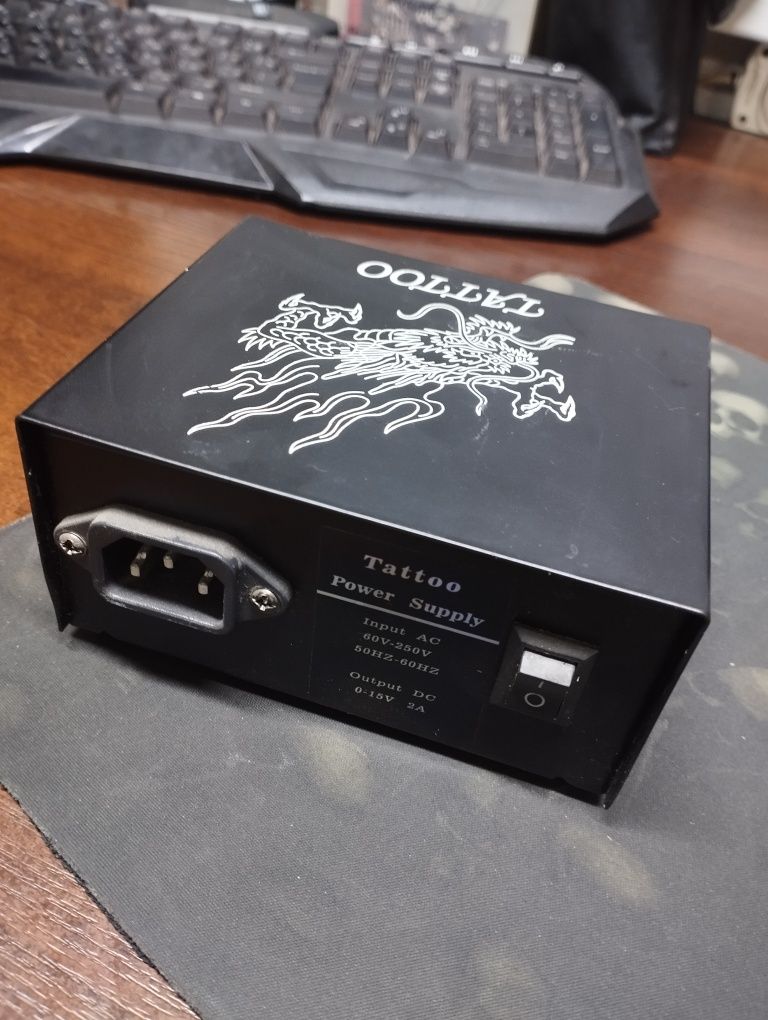 TATTOO
Tattoo
Power Supply
Input AC
60V-250V
50HZ-60HZ
Output DC
0-15V 2A